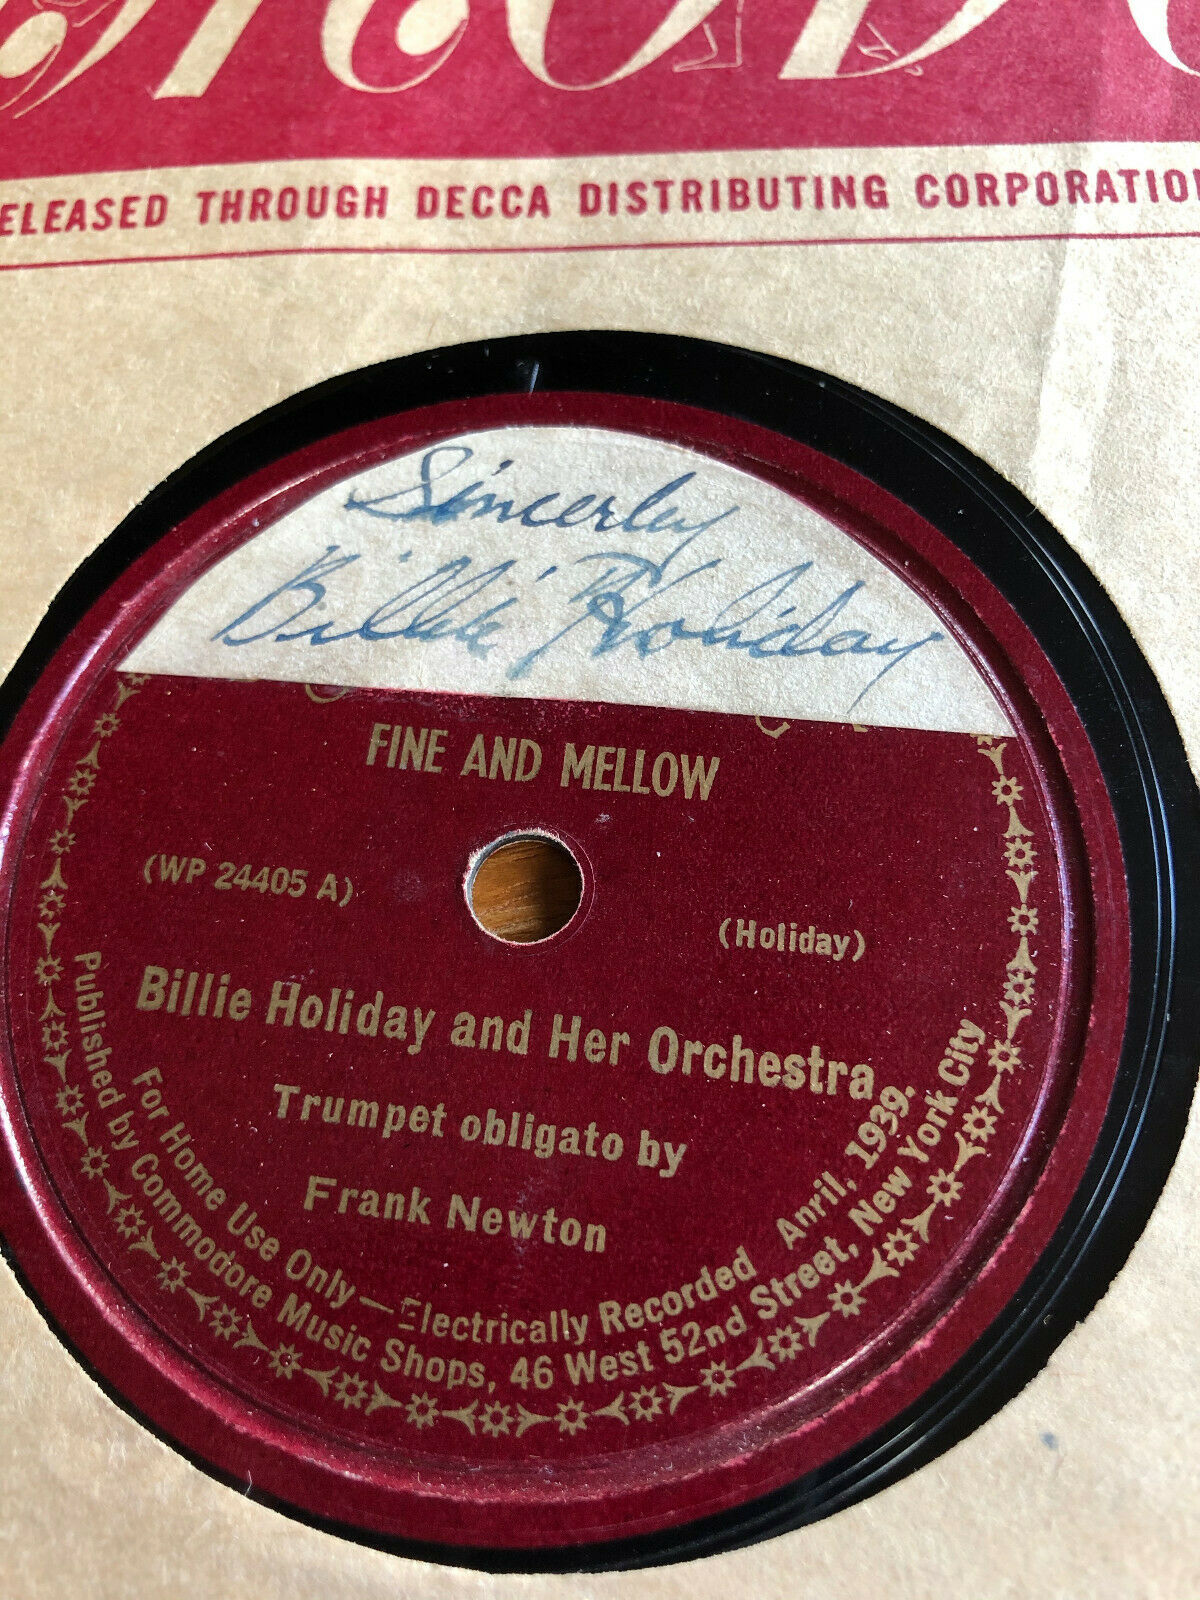 ELEASED THROUGH DECCA DISTRIBUTING CORPORATION
Sincerley
Billie Holiday
FINE AND MELLOW
(WP 24405 A)
(Holiday)
Billie Holiday and Her Orchestra
Trumpet obligato by
Frank Newton
For Home Use Only—Electrically Recorded April, 1939.
Published by Commodore Music Shops, 46 West 52nd Street, New York City